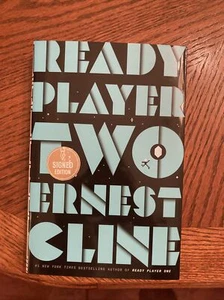 READY
PLAYER
TWO
SIGNED
EDITION
ERNEST
CLINE
#1 NEW YORK TIMES BESTSELLING AUTHOR OF READY PLAYER ONE